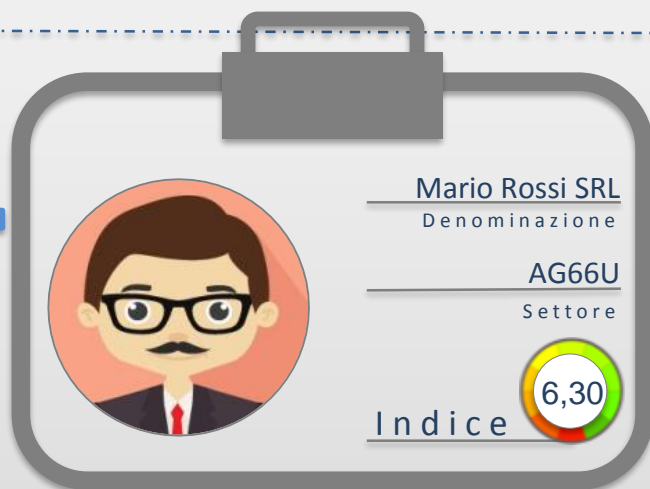 Mario Rossi SRL
Denominazione
AG66U
Settore
6,30
Indice